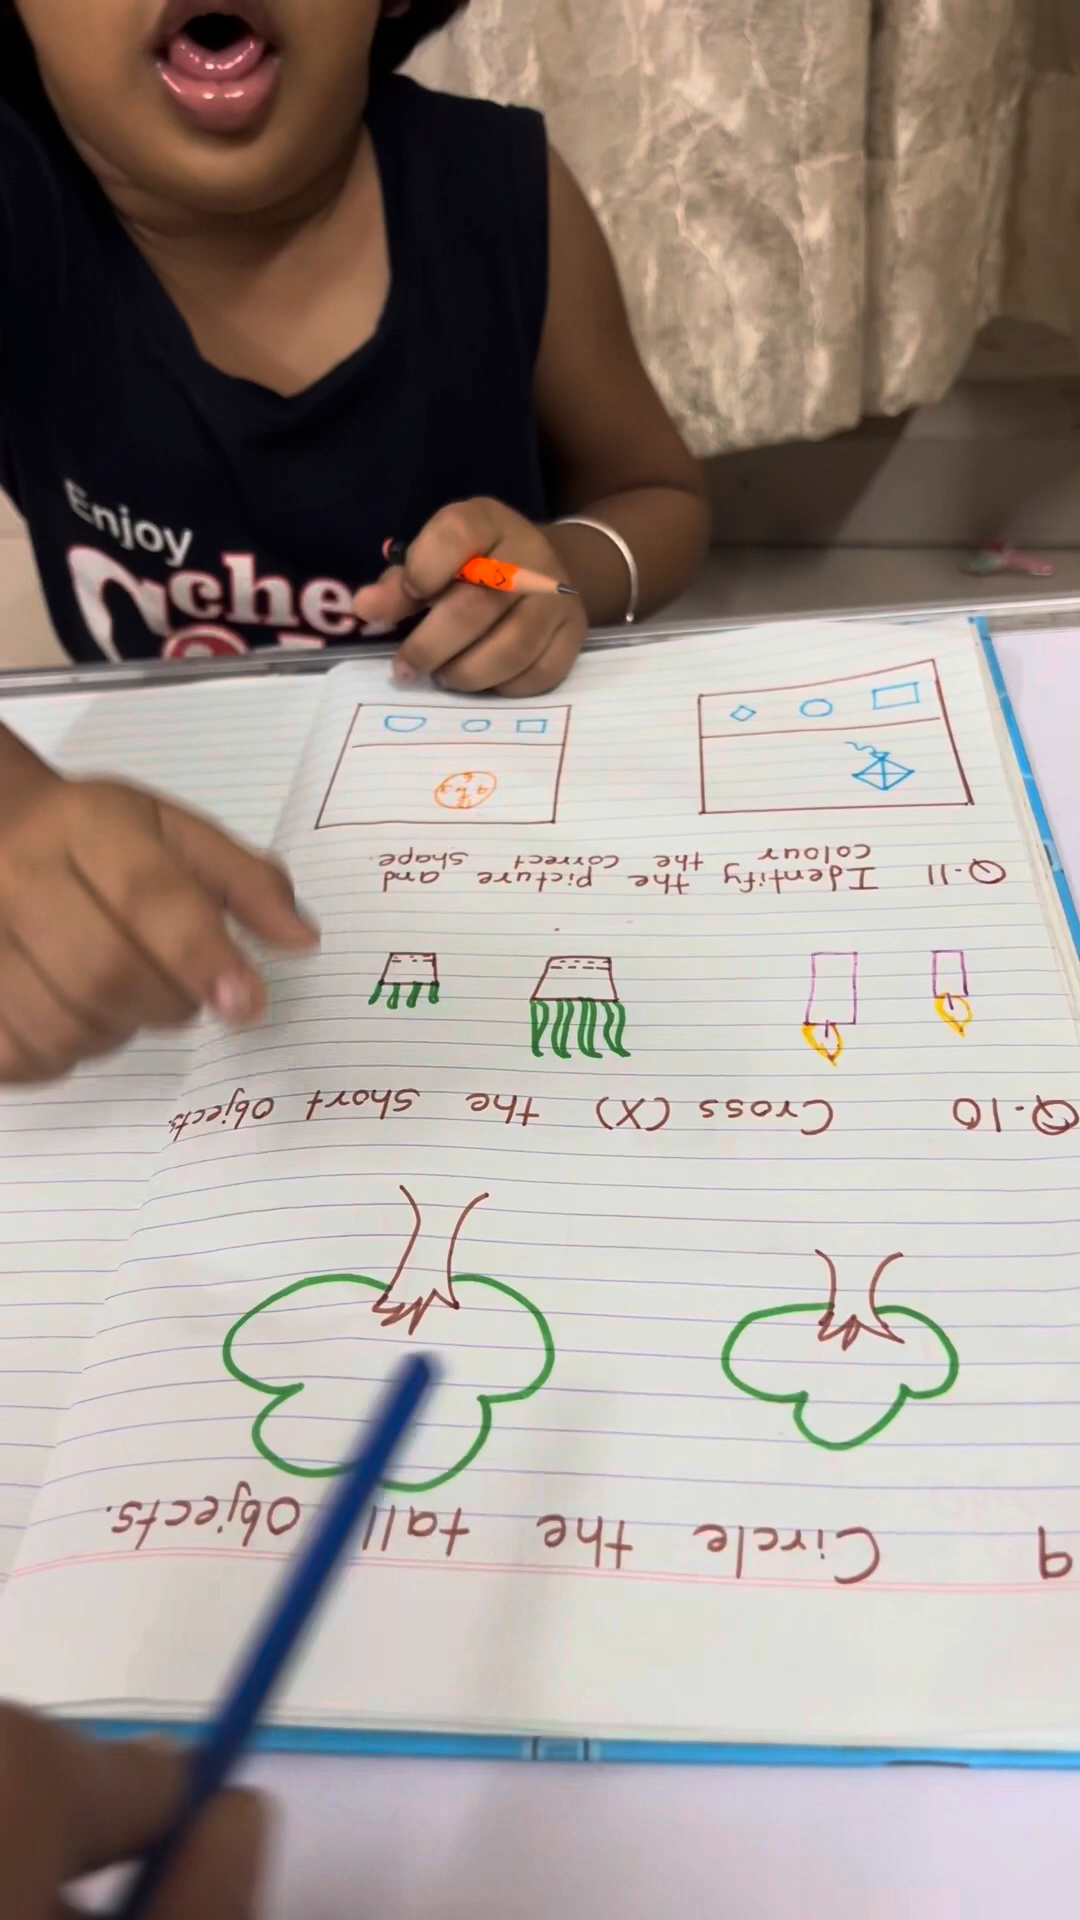 9 Circle the tall objects.
Q.10 Cross (X) the short objects.
Q.11 Identify the picture and
colour the correct shape.
Enjoy